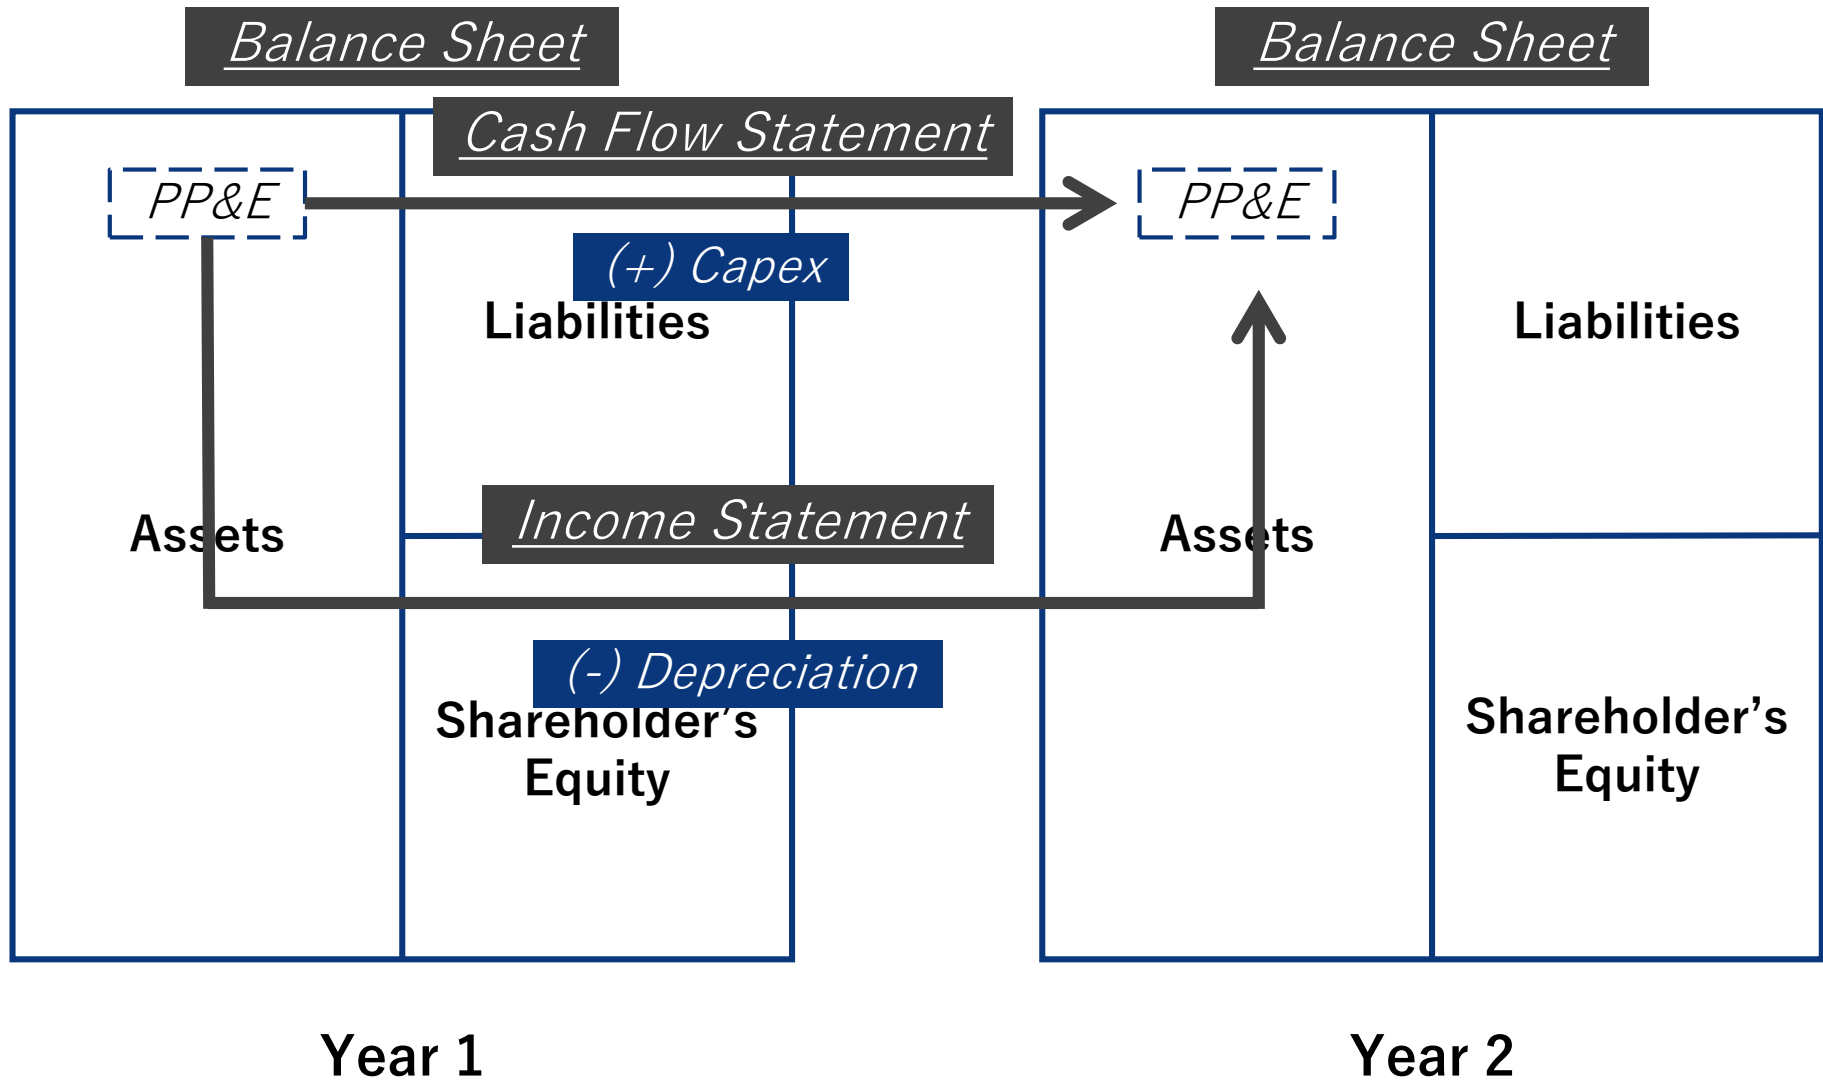 Balance Sheet
Balance Sheet
Cash Flow Statement
PP&E
PP&E
(+) Capex
Liabilities
Liabilities
Income Statement
Assets
Assets
(-) Depreciation
Shareholder’s
Equity
Shareholder’s
Equity
Year 1
Year 2